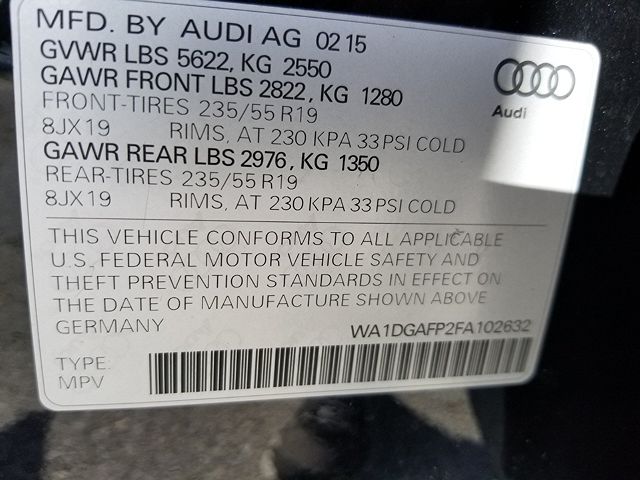 MFD. BY AUDI AG 02 15
GVWR LBS 5622, KG 2550
GAWR FRONT LBS 2822, KG 1280
FRONT-TIRES 235/55 R19
8JX19 RIMS, AT 230 KPA 33 PSI COLD
GAWR REAR LBS 2976, KG 1350
REAR-TIRES 235/55 R19
8JX19 RIMS, AT 230 KPA 33 PSI COLD
Audi
THIS VEHICLE CONFORMS TO ALL APPLICABLE
U.S. FEDERAL MOTOR VEHICLE SAFETY AND
THEFT PREVENTION STANDARDS IN EFFECT ON
THE DATE OF MANUFACTURE SHOWN ABOVE
GERMANY
WA1DGAFP2FA102632
TYPE:
MPV